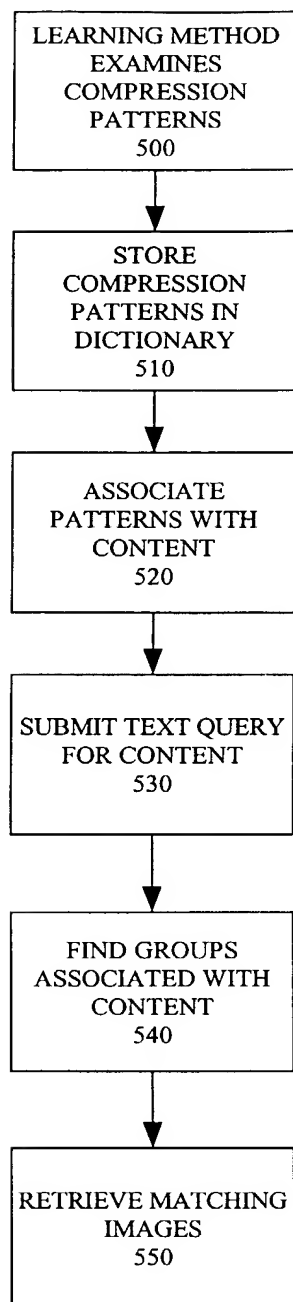 LEARNING METHOD
EXAMINES
COMPRESSION
PATTERNS
500
STORE
COMPRESSION
PATTERNS IN
DICTIONARY
510
ASSOCIATE
PATTERNS WITH
CONTENT
520
SUBMIT TEXT QUERY
FOR CONTENT
530
FIND GROUPS
ASSOCIATED WITH
CONTENT
540
RETRIEVE MATCHING
IMAGES
550